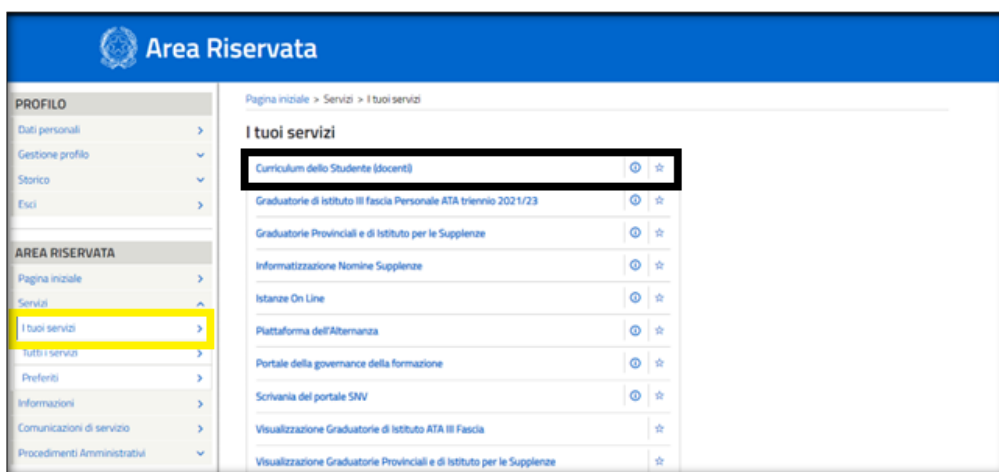 Area Riservata
PROFILO
Dati personali
Gestione profilo
Storico
Esci
AREA RISERVATA
Pagina iniziale
Servizi
I tuoi servizi
Tutti i servizi
Preferiti
Informazioni
Comunicazioni di servizio
Procedimenti Amministrativi
Pagina iniziale > Servizi > I tuoi servizi
I tuoi servizi
Curriculum dello Studente (docenti)
Graduatorie di istituto III fascia Personale ATA triennio 2021/23
Graduatorie Provinciali e di Istituto per le Supplenze
Informatizzazione Nomine Supplenze
Istanze On Line
Piattaforma dell'Alternanza
Portale della governance della formazione
Scrivania del portale SNV
Visualizzazione Graduatorie di Istituto ATA III Fascia
Visualizzazione Graduatorie Provinciali e di Istituto per le Supplenze